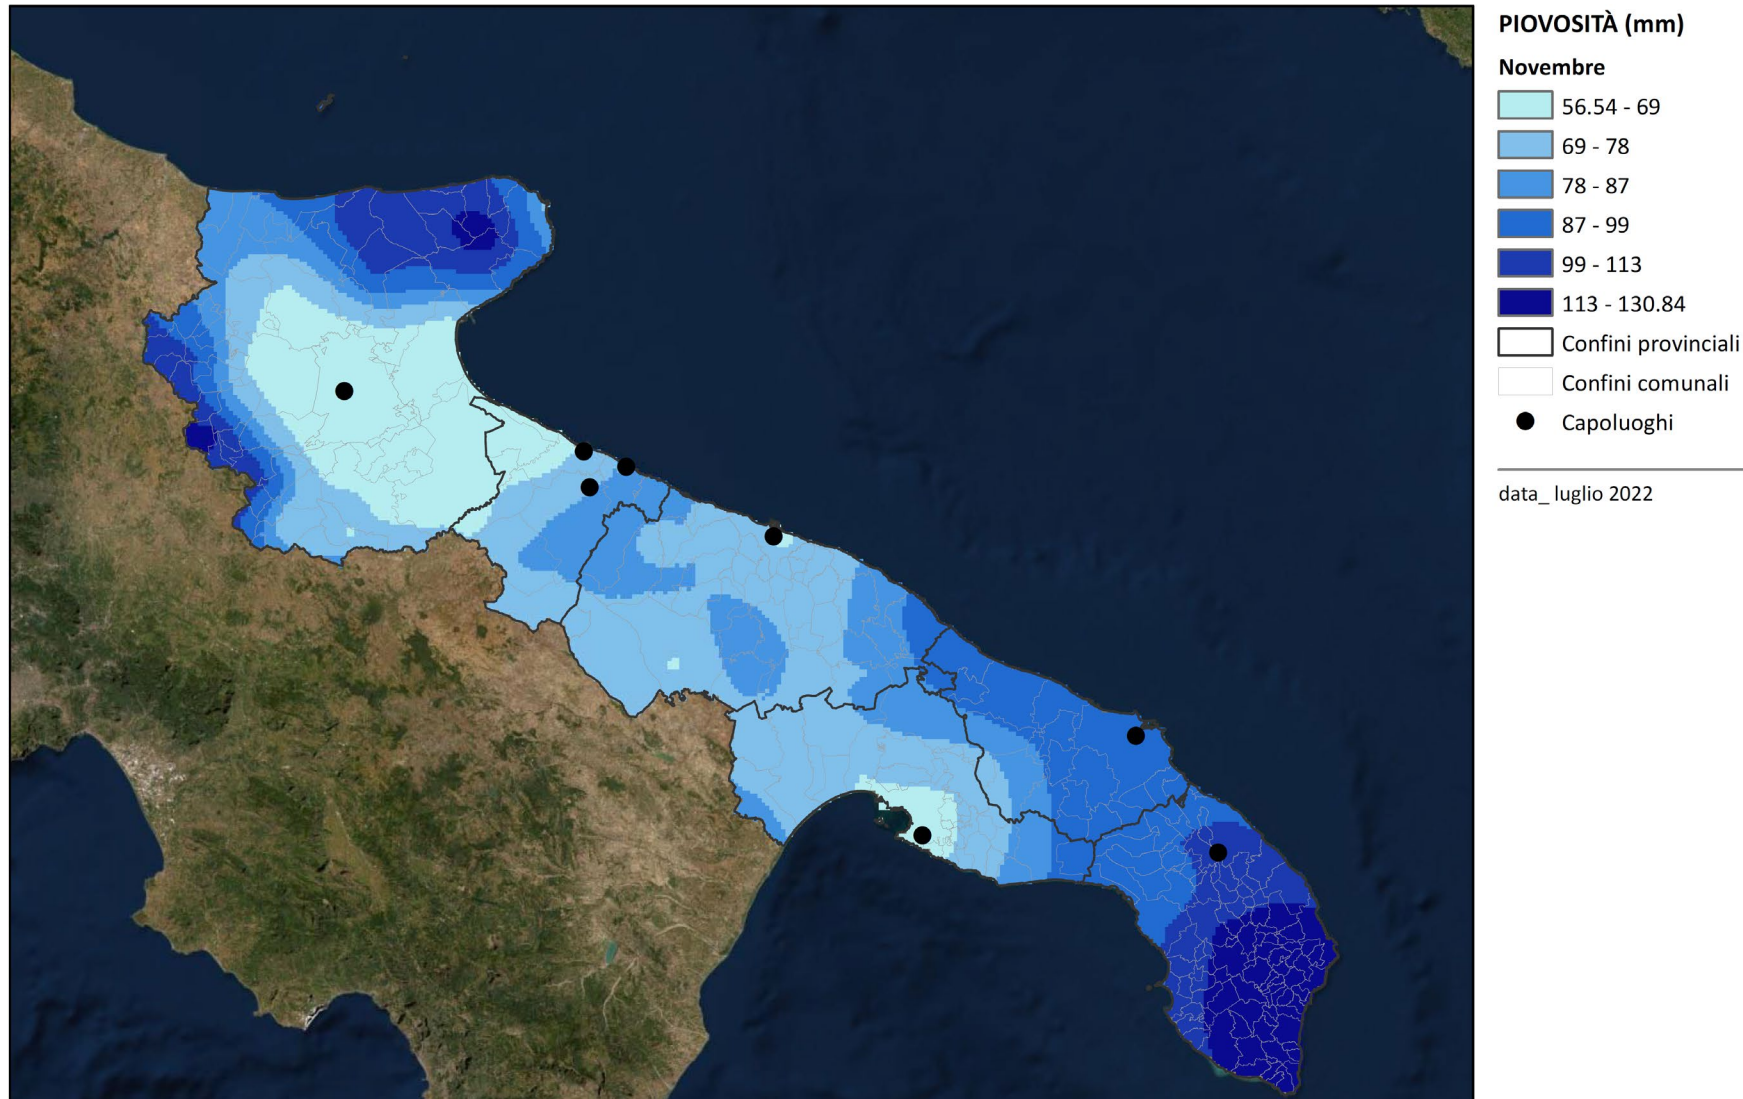 PIOVOSITÀ (mm)
Novembre
56.54 - 69
69 - 78
78 - 87
87 - 99
99 - 113
113 - 130.84
Confini provinciali
Confini comunali
Capoluoghi
data_ luglio 2022